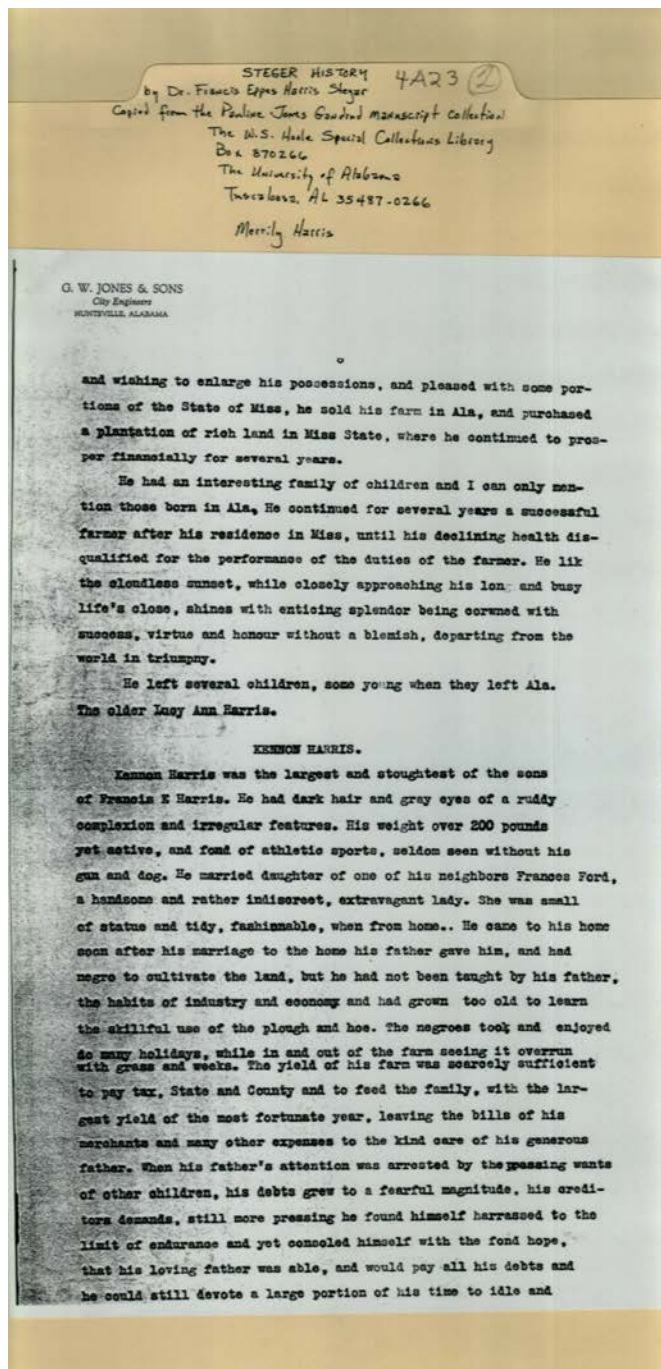 STEGER HISTORY 4A23 2
by Dr. Francis Eppes Harris Steger
Copied from the Pauline Jones Gandrud manuscript collection
The W.S. Hoole Special Collections Library
Box 870266
The University of Alabama
Tuscaloosa, AL 35487-0266
Merrily Harris
G. W. JONES & SONS
City Engineers
HUNTSVILLE, ALABAMA
and wishing to enlarge his possessions, and pleased with some por-
tions of the State of Miss, he sold his farm in Ala, and purchased
a plantation of rich land in Miss State, where he continued to pros-
per financially for several years.
He had an interesting family of children and I can only men-
tion those born in Ala, He continued for several years a successful
farmer after his residence in Miss, until his declining health dis-
qualified for the performance of the duties of the farmer. He lik
the cloudless sunset, while closely approaching his lon and busy
life's close, shines with enticing splendor being corwned with
success, virtue and honour without a blemish, departing from the
world in triumpny.
He left several children, some young when they left Ala.
The older Lucy Ann Harris.
KENNON HARRIS.
Kennon Harris was the largest and stoughtest of the sons
of Francis E Harris. He had dark hair and gray eyes of a ruddy
complexion and irregular features. His weight over 200 pounds
yet active, and fond of athletic sports, seldom seen without his
gun and dog. He married daughter of one of his neighbors Frances Ford,
a handsome and rather indiscreet, extravagant lady. She was small
of statue and tidy, fashinnable, when from home.. He came to his home
soon after his marriage to the home his father gave him, and had
negro to cultivate the land, but he had not been taught by his father,
the habits of industry and economy and had grown too old to learn
the skillful use of the plough and hoe. The negroes took and enjoyed
so many holidays, while in and out of the farm seeing it overrun
with grass and weeks. The yield of his farm was scarcely sufficient
to pay tax, State and County and to feed the family, with the lar-
gest yield of the most fortunate year, leaving the bills of his
merchants and many other expenses to the kind care of his generous
father. When his father's attention was arrested by the pressing wants
of other children, his debts grew to a fearful magnitude, his credi-
tors demands, still more pressing he found himself harrassed to the
limit of endurance and yet consoled himself with the fond hope,
that his loving father was able, and would pay all his debts and
he could still devote a large portion of his time to idle and